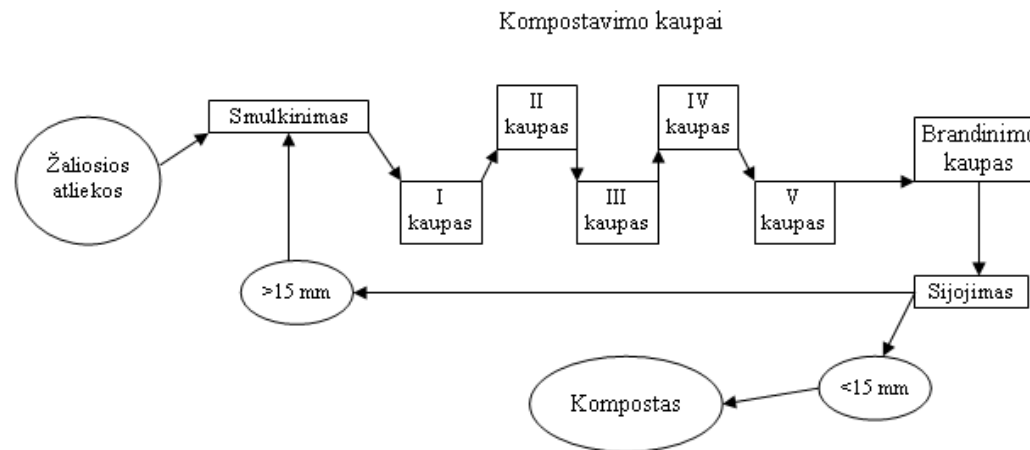 Kompostavimo kaupai
Žaliosios
atliekos
Smulkinimas
I
kaupas
II
kaupas
III
kaupas
IV
kaupas
V
kaupas
Brandinimo
kaupas
Sijojimas
>15 mm
<15 mm
Kompostas